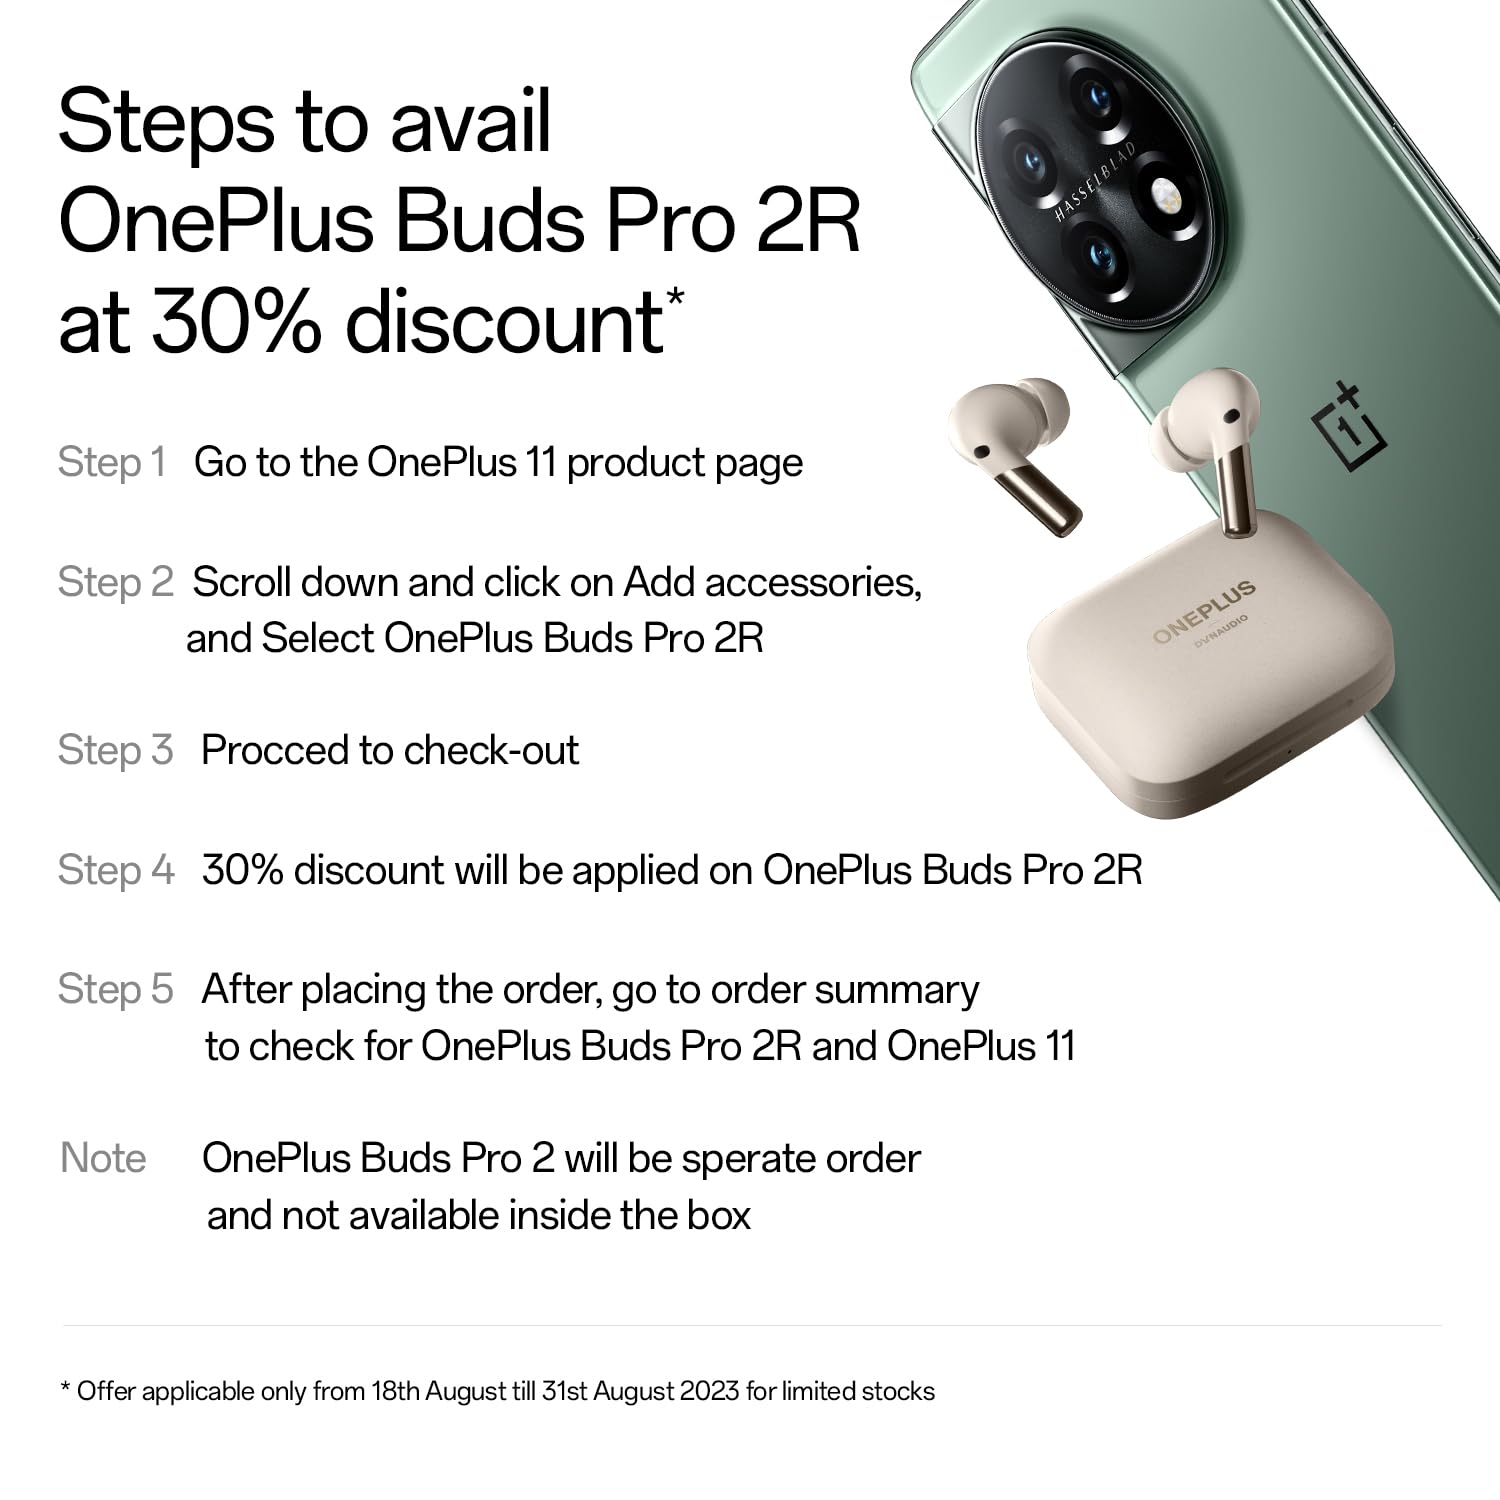 Steps to avail
OnePlus Buds Pro 2R
at 30% discount*
Step 1 Go to the OnePlus 11 product page
Step 2 Scroll down and click on Add accessories,
and Select OnePlus Buds Pro 2R
Step 3 Procced to check-out
Step 4 30% discount will be applied on OnePlus Buds Pro 2R
Step 5 After placing the order, go to order summary
to check for OnePlus Buds Pro 2R and OnePlus 11
Note OnePlus Buds Pro 2 will be sperate order
and not available inside the box
* Offer applicable only from 18th August till 31st August 2023 for limited stocks
HASSELBLAD
1+
ONEPLUS
DYNAUDIO